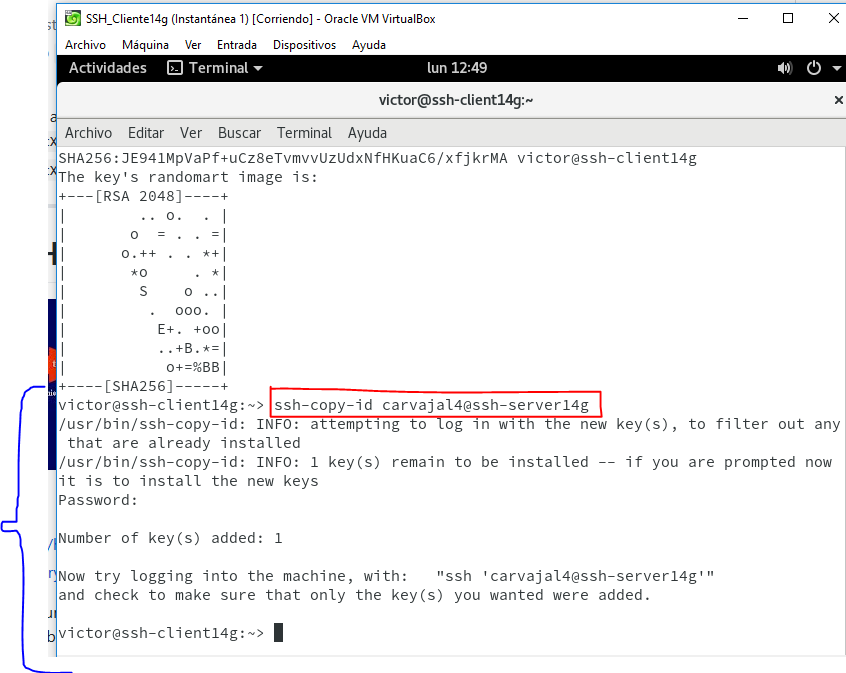 SSH_Cliente14g (Instantánea 1) [Corriendo] - Oracle VM VirtualBox
Archivo Máquina Ver Entrada Dispositivos Ayuda
Actividades Terminal lun 12:49
victor@ssh-client14g:~
Archivo Editar Ver Buscar Terminal Ayuda
SHA256:JE941MpVaPf+uCz8eTvmvvUzUdxNfHKuaC6/xfjkrMA victor@ssh-client14g
The key's randomart image is:
+---[RSA 2048]----+
|        .. o.  . |
|       o  = . . =|
|      o.++ . . *+|
|       *o     . *|
|        S    o ..|
|         .  ooo. |
|          E+. +oo|
|          ..+B.*=|
|           o+=%BB|
+----[SHA256]-----+
victor@ssh-client14g:~> ssh-copy-id carvajal4@ssh-server14g
/usr/bin/ssh-copy-id: INFO: attempting to log in with the new key(s), to filter out any
 that are already installed
/usr/bin/ssh-copy-id: INFO: 1 key(s) remain to be installed -- if you are prompted now
it is to install the new keys
Password:
Number of key(s) added: 1
Now try logging into the machine, with:   "ssh 'carvajal4@ssh-server14g'"
and check to make sure that only the key(s) you wanted were added.
victor@ssh-client14g:~>